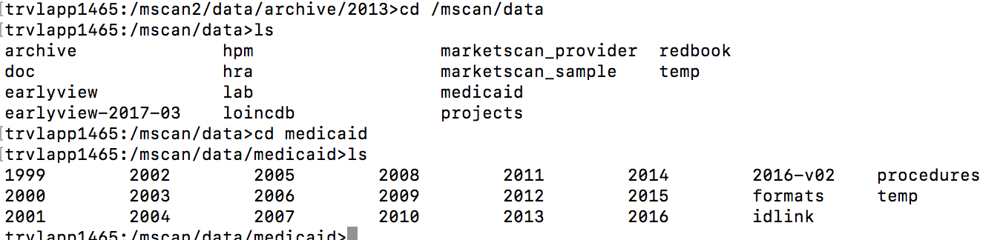 [trvlapp1465:/mscan2/data/archive/2013>cd /mscan/data
[trvlapp1465:/mscan/data>ls
archive hpm marketscan_provider redbook
doc hra marketscan_sample temp
earlyview lab medicaid
earlyview-2017-03 loincdb projects
[trvlapp1465:/mscan/data>cd medicaid
[trvlapp1465:/mscan/data/medicaid>ls
1999 2002 2005 2008 2011 2014 2016-v02 procedures
2000 2003 2006 2009 2012 2015 formats temp
2001 2004 2007 2010 2013 2016 idlink
trvlapp1465:/mscan/data/medicaid>